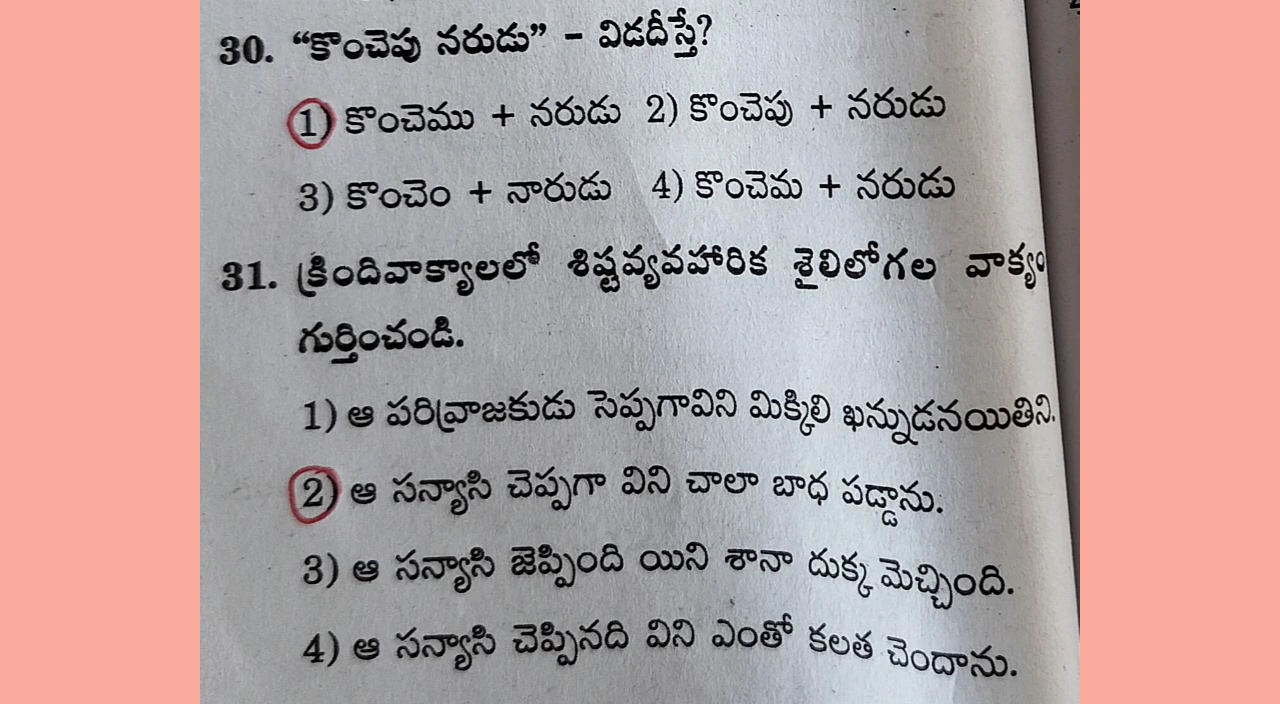 30. “కొంచెపు నరుడు” – విడదీస్తే?
1) కొంచెము + నరుడు 2) కొంచెపు + నరుడు
3) కొంచెం + నారుడు 4) కొంచెమ + నరుడు
31. క్రిందివాక్యాలలో శిష్టవ్యవహారిక శైలిలోగల వాక్యం
గుర్తించండి.
1) ఆ పరివ్రాజకుడు సెప్పగావిని మిక్కిలి ఖన్నుడనయితిని.
2) ఆ సన్యాసి చెప్పగా విని చాలా బాధ పడ్డాను.
3) ఆ సన్యాసి జెప్పింది యిని శానా దుక్క మెచ్చింది.
4) ఆ సన్యాసి చెప్పినది విని ఎంతో కలత చెందాను.